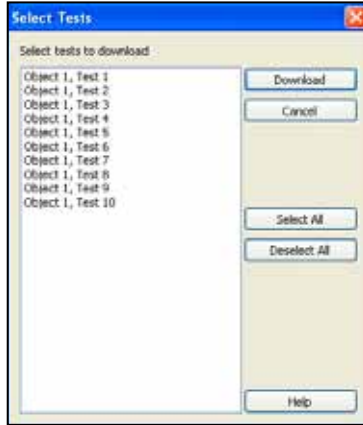 Select Tests
Select tests to download
Object 1, Test 1
Object 1, Test 2
Object 1, Test 3
Object 1, Test 4
Object 1, Test 5
Object 1, Test 6
Object 1, Test 7
Object 1, Test 8
Object 1, Test 9
Object 1, Test 10
Download
Cancel
Select All
Deselect All
Help